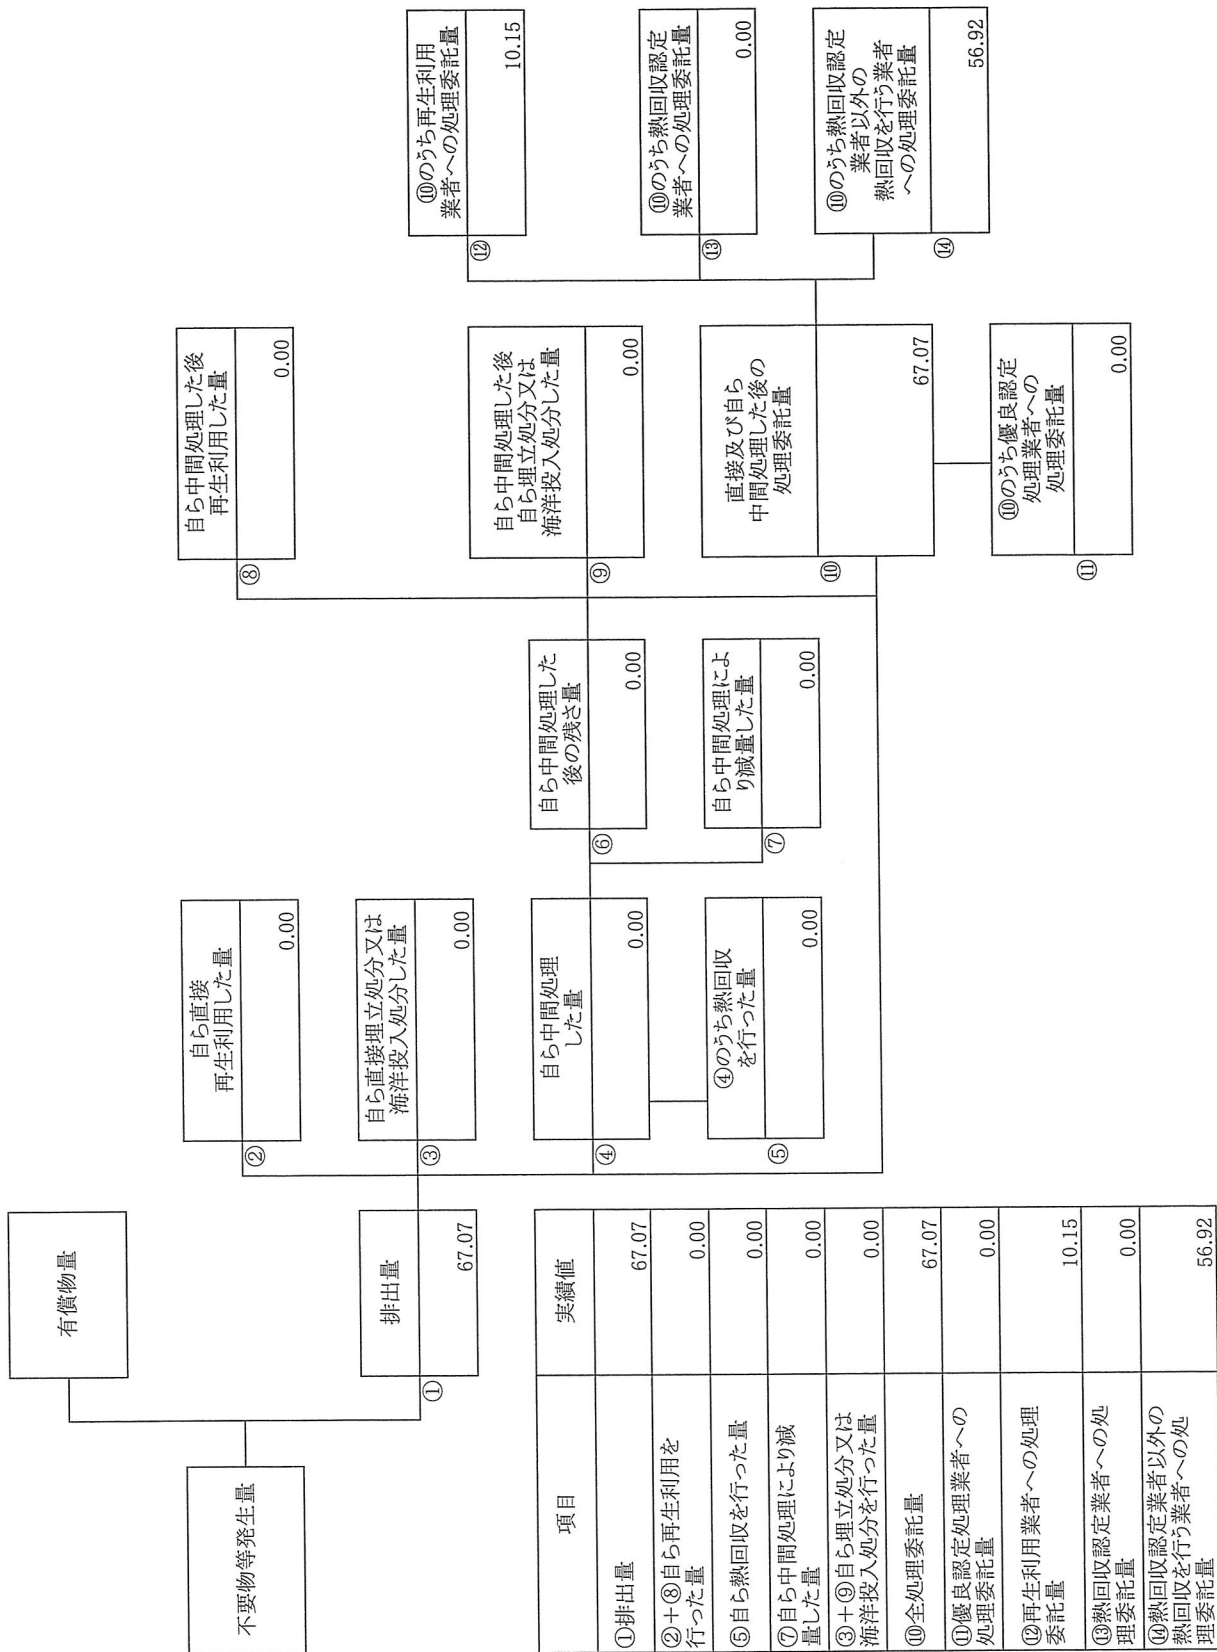 有償物量
不要物等発生量
排出量
67.07
①
自ら直接
再生利用した量
0.00
②
自ら直接埋立処分又は
海洋投入処分した量
0.00
③
自ら中間処理
した量
0.00
④
④のうち熱回収
を行った量
0.00
⑤
自ら中間処理した
後の残さ量
0.00
⑥
自ら中間処理によ
り減量した量
0.00
⑦
自ら中間処理した後
再生利用した量
0.00
⑧
自ら中間処理した後
自ら埋立処分又は
海洋投入処分した量
0.00
⑨
直接及び自ら
中間処理した後の
処理委託量
67.07
⑩
⑩のうち優良認定
処理業者への
処理委託量
0.00
⑪
⑩のうち再生利用
業者への処理委託量
10.15
⑫
⑩のうち熱回収認定
業者への処理委託量
0.00
⑬
⑩のうち熱回収認定
業者以外の
熱回収を行う業者
への処理委託量
56.92
⑭
項目 実績値
①排出量 67.07
②+⑧自ら再生利用を
行った量 0.00
⑤自ら熱回収を行った量 0.00
⑦自ら中間処理により減
量した量 0.00
③+⑨自ら埋立処分又は
海洋投入処分を行った量 0.00
⑩全処理委託量 67.07
⑪優良認定処理業者への
処理委託量 0.00
⑫再生利用業者への処理
委託量 10.15
⑬熱回収認定業者への処
理委託量 0.00
⑭熱回収認定業者以外の
熱回収を行う業者への処
理委託量 56.92